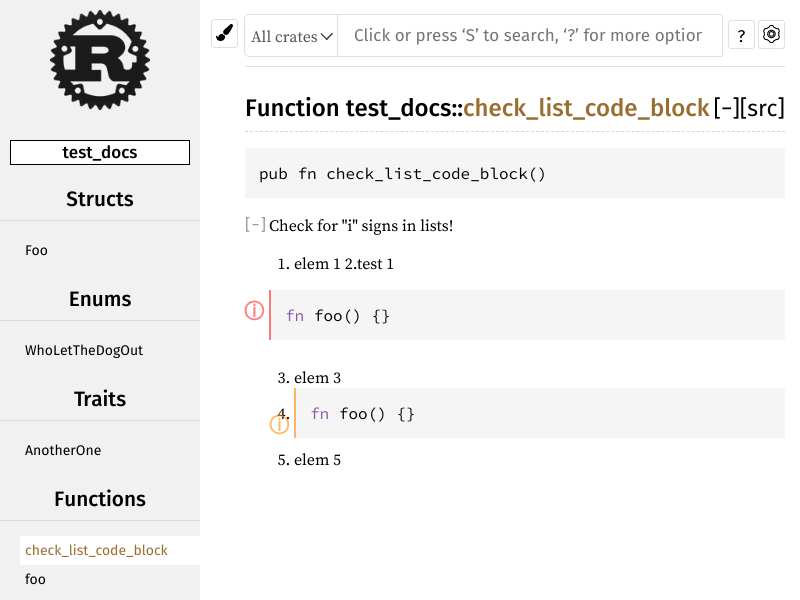 R
test_docs
Structs
Foo
Enums
WhoLetTheDogOut
Traits
AnotherOne
Functions
check_list_code_block
foo
All crates
Click or press ‘S’ to search, ‘?’ for more option
?
Function test_docs::check_list_code_block [−][src]
pub fn check_list_code_block()
[−] Check for "i" signs in lists!
1. elem 1 2.test 1
ⓘ fn foo() {}
3. elem 3
4. ⓘ fn foo() {}
5. elem 5